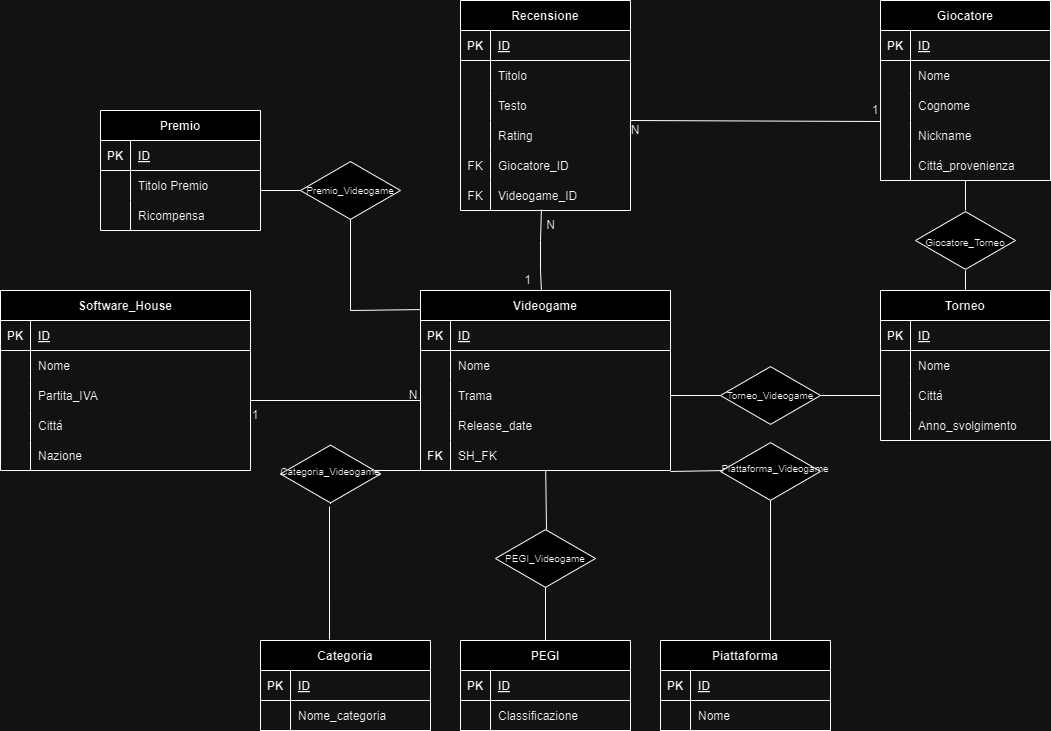 Recensione
PK ID
Titolo
Testo
Rating
FK Giocatore_ID
FK Videogame_ID
Giocatore
PK ID
Nome
Cognome
Nickname
Cittá_provenienza
1
N
Premio
PK ID
Titolo Premio
Ricompensa
Premio_Videogame
N
1
Giocatore_Torneo
Software_House
PK ID
Nome
Partita_IVA
Cittá
Nazione
1
N
Videogame
PK ID
Nome
Trama
Release_date
FK SH_FK
Torneo_Videogame
Torneo
PK ID
Nome
Cittá
Anno_svolgimento
Categoria_Videogame
Piattaforma_Videogame
PEGI_Videogame
Categoria
PK ID
Nome_categoria
PEGI
PK ID
Classificazione
Piattaforma
PK ID
Nome